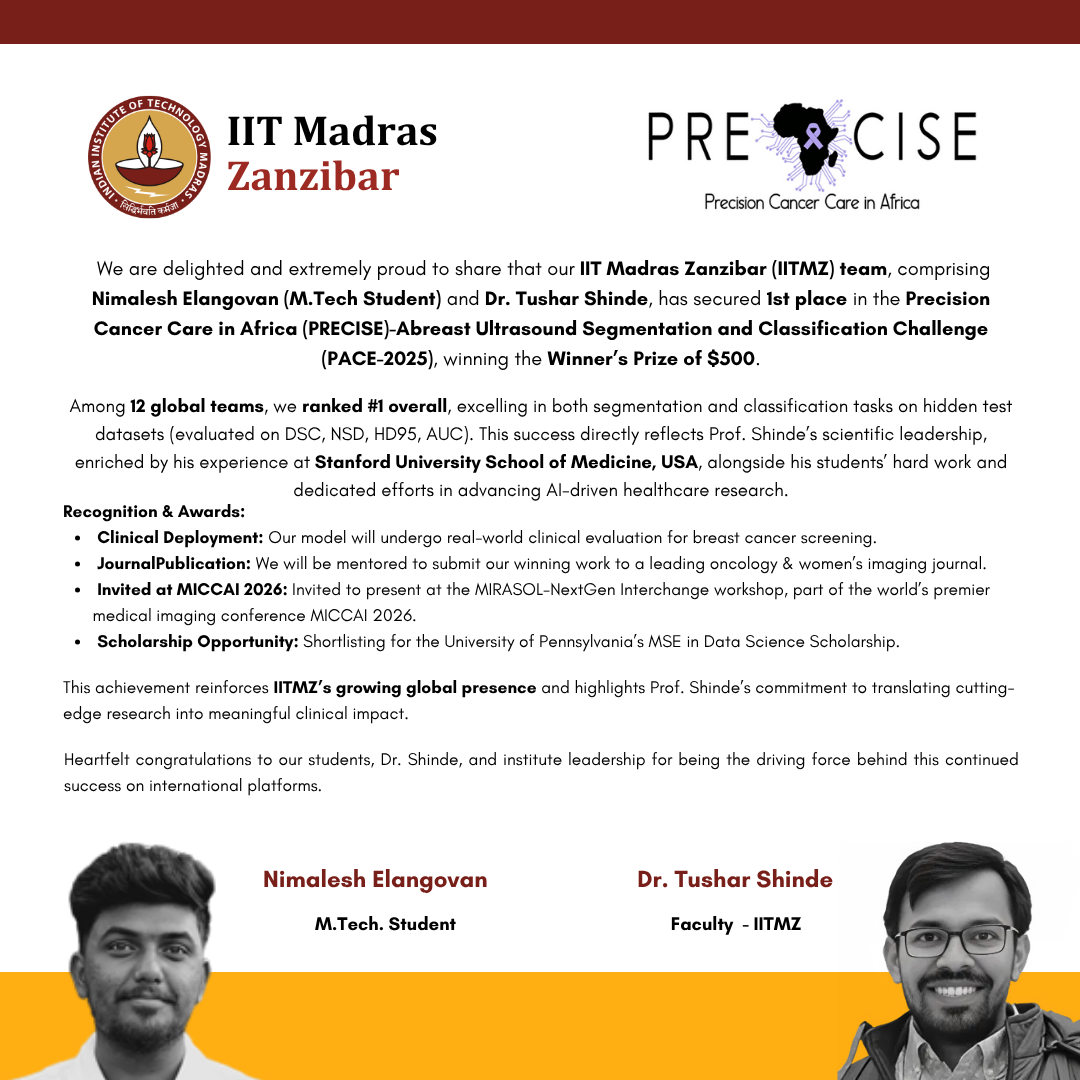 INDIAN INSTITUTE OF TECHNOLOGY MADRAS
सिद्धिर्भवति कर्मजा
IIT Madras
Zanzibar
PRE CISE
Precision Cancer Care in Africa
We are delighted and extremely proud to share that our IIT Madras Zanzibar (IITMZ) team, comprising
Nimalesh Elangovan (M.Tech Student) and Dr. Tushar Shinde, has secured 1st place in the Precision
Cancer Care in Africa (PRECISE)-Abreast Ultrasound Segmentation and Classification Challenge
(PACE-2025), winning the Winner's Prize of $500.
Among 12 global teams, we ranked #1 overall, excelling in both segmentation and classification tasks on hidden test
datasets (evaluated on DSC, NSD, HD95, AUC). This success directly reflects Prof. Shinde's scientific leadership,
enriched by his experience at Stanford University School of Medicine, USA, alongside his students' hard work and
dedicated efforts in advancing AI-driven healthcare research.
Recognition & Awards:
• Clinical Deployment: Our model will undergo real-world clinical evaluation for breast cancer screening.
• JournalPublication: We will be mentored to submit our winning work to a leading oncology & women's imaging journal.
• Invited at MICCAI 2026: Invited to present at the MIRASOL-NextGen Interchange workshop, part of the world's premier
medical imaging conference MICCAI 2026.
• Scholarship Opportunity: Shortlisting for the University of Pennsylvania's MSE in Data Science Scholarship.
This achievement reinforces IITMZ's growing global presence and highlights Prof. Shinde's commitment to translating cutting-
edge research into meaningful clinical impact.
Heartfelt congratulations to our students, Dr. Shinde, and institute leadership for being the driving force behind this continued
success on international platforms.
Nimalesh Elangovan
M.Tech. Student
Dr. Tushar Shinde
Faculty - IITMZ